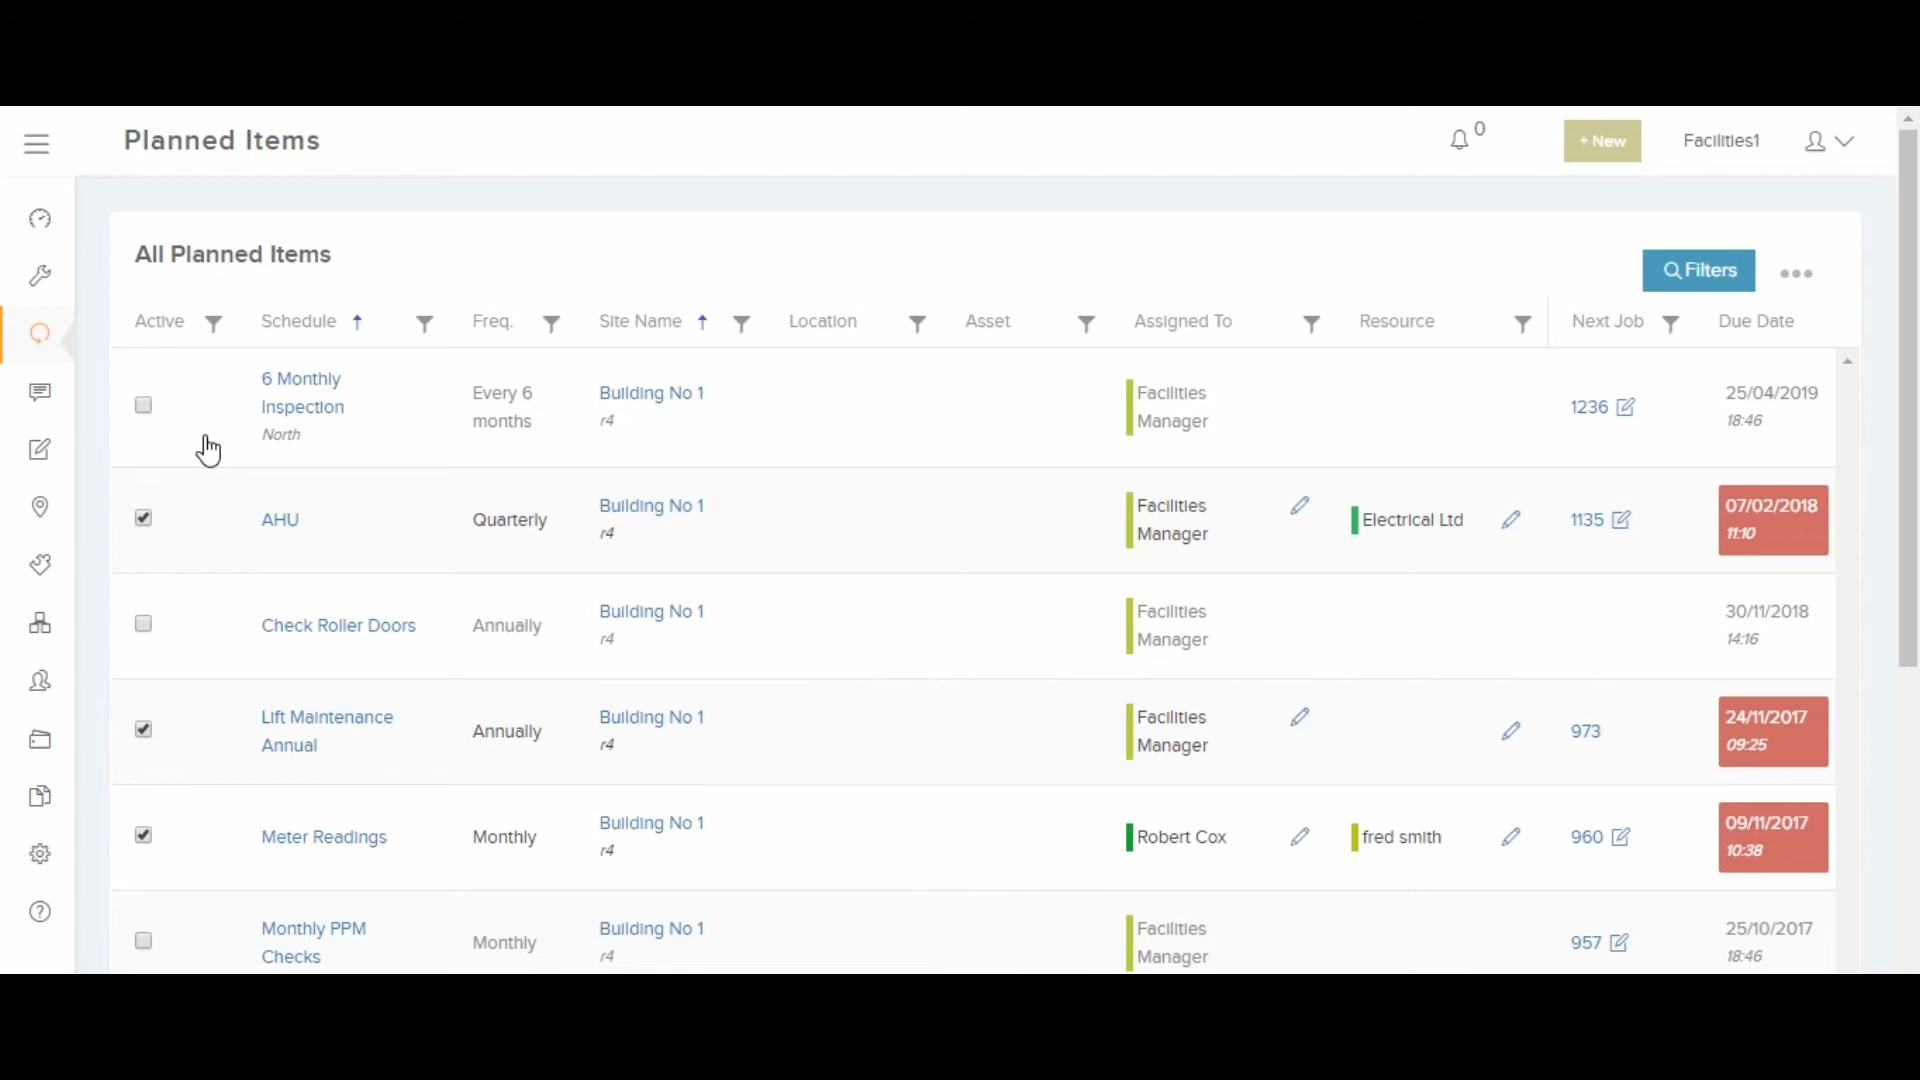 Planned Items
0
+ New
Facilities1
All Planned Items
Filters
Active
Schedule
Freq.
Site Name
Location
Asset
Assigned To
Resource
Next Job
Due Date
6 Monthly
Inspection
North
Every 6
months
Building No 1
r4
Facilities
Manager
1236
25/04/2019
18:46
AHU
Quarterly
Building No 1
r4
Facilities
Manager
Electrical Ltd
1135
07/02/2018
11:10
Check Roller Doors
Annually
Building No 1
r4
Facilities
Manager
30/11/2018
14:16
Lift Maintenance
Annual
Annually
Building No 1
r4
Facilities
Manager
973
24/11/2017
09:25
Meter Readings
Monthly
Building No 1
r4
Robert Cox
fred smith
960
09/11/2017
10:38
Monthly PPM
Checks
Monthly
Building No 1
r4
Facilities
Manager
957
25/10/2017
18:46